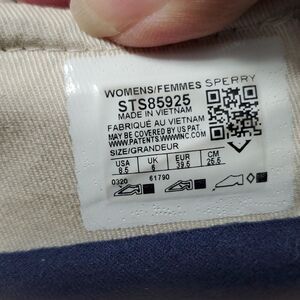 WOMENS/FEMMES SPERRY
STS85925
MADE IN VIETNAM
FABRIQUÉ AU VIETNAM
MAY BE COVERED BY US PAT.
WWW.PATENTS.WWWINC.COM
SIZE/GRANDEUR
USA UK EUR CM
8.5 6 39.5 25.5
0320 61790